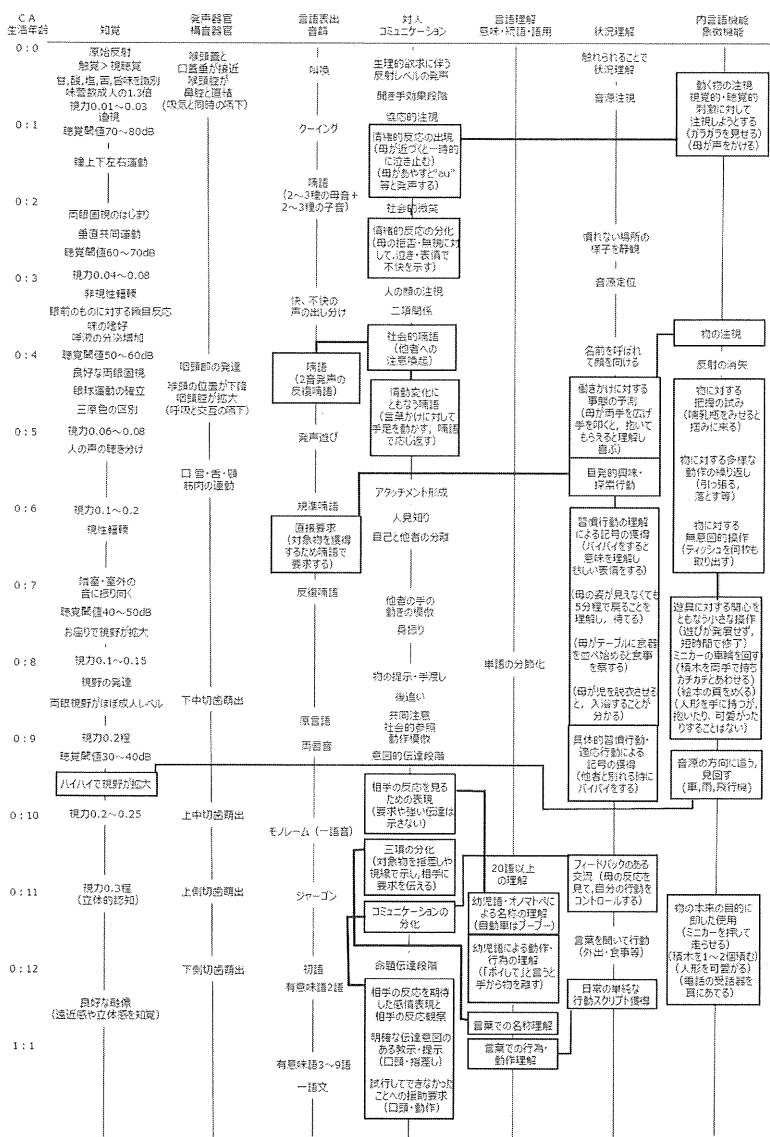 CA
生活年齢
知覚
発声器官
構音器官
言語表出
音韻
対人
コミュニケーション
言語理解
意味・統語・語用
状況理解
内言語機能
象徴機能
0:0
0:1
0:2
0:3
0:4
0:5
0:6
0:7
0:8
0:9
0:10
0:11
0:12
1:1
原始反射
触覚>視聴覚
甘,酸,塩,苦,旨味を識別
味蕾数成人の1.3倍
視力0.01~0.03
追視
聴覚閾値70~80dB
瞳上下左右運動
両眼固視のはじまり
垂直共同運動
聴覚閾値60~70dB
視力0.04~0.08
非視性輻輳
眼前のものに対する瞬目反応
味の嗜好
唾液の分泌増加
聴覚閾値50~60dB
良好な両眼固視
眼球運動の確立
三原色の区別
視力0.06~0.08
人の声の聴き分け
視力0.1~0.2
視性輻輳
隣室・室外の
音に振り向く
聴覚閾値40~50dB
お座りで視野が拡大
視力0.1~0.15
視野の発達
両眼視野がほぼ成人レベル
視力0.2程
聴覚閾値30~40dB
ハイハイで視野が拡大
視力0.2~0.25
視力0.3程
(立体的認知)
良好な融像
(遠近感や立体感を知覚)
喉頭蓋と
口蓋垂が接近
喉頭腔が
鼻腔と直結
(吸気と同時の嚥下)
咽頭部の発達
喉頭の位置が下降
咽頭腔が拡大
(呼吸と交互の嚥下)
口唇・舌・顎
筋肉の運動
下中切歯萌出
上中切歯萌出
上側切歯萌出
下側切歯萌出
叫喚
クーイング
喃語
(2~3種の母音+
2~3種の子音)
快、不快の
声の出し分け
喃語
(2音発声の
反復喃語)
発声遊び
規準喃語
直接要求
(対象物を獲得
するため喃語で
要求する)
反復喃語
原言語
両唇音
モノレーム(一語音)
ジャーゴン
初語
有意味語2語
有意味語3~9語
一語文
生理的欲求に伴う
反射レベルの発声
聞き手効果段階
協応的注視
情緒的反応の出現
(母が近づくと一時的
に泣き止む)
(母があやすと“au”
等と発声する)
社会的微笑
情緒的反応の分化
(母の拒否・無視に対
して,泣き・表情で
不快を示す)
人の顔の注視
二項関係
社会的喃語
(他者への
注意喚起)
情動変化に
ともなう喃語
(言葉かけに対して
手足を動かす, 喃語
で応じ返す)
アタッチメント形成
人見知り
自己と他者の分離
他者の手の
動きの模倣
身振り
物の提示・手渡し
後追い
共同注意
社会的参照
動作模倣
意図的伝達段階
相手の反応を見る
ための表現
(要求や強い伝達は
示さない)
三項の分化
(対象物を指差しや
視線で示し,相手に
要求を伝える)
コミュニケーションの
分化
命題伝達段階
相手の反応を期待
した感情表現と
相手の反応観察
明確な伝達意図の
ある教示・提示
(口頭・指差し)
試行してできなかった
ことへの援助要求
(口頭・動作)
単語の分節化
20語以上
の理解
幼児語・オノマトペに
よる名称の理解
(自動車はブーブー)
幼児語による動作・
行為の理解
(「ポイして」と言うと
手から物を離す)
言葉での名称理解
言葉での行為・
動作理解
触れられることで
状況理解
音源注視
慣れない場所の
様子を静観
音源定位
名前を呼ばれ
て顔を向ける
働きかけに対する
事態の予測
(母が両手を広げ
手を叩くと, 抱いて
もらえると理解し
喜ぶ)
自発的興味・
探索行動
習慣行動の理解
による記号の獲得
(バイバイをすると
意味を理解し
悲しい表情をする)
(母の姿が見えなくても
5分程で戻ることを
理解し, 待てる)
(母がテーブルに食器
を並べ始めると食事
を察する)
(母が児を脱衣させる
と, 入浴することが
分かる)
具体的習慣行動・
適応行動による
記号の獲得
(他者と別れる時に
バイバイをする)
フィードバックのある
交流 (母の反応を
見て,自分の行動を
コントロールする)
言葉を聞いて行動
(外出・食事等)
日常の単純な
行動スクリプト獲得
動く物の注視
視覚的・聴覚的
刺激に対して
注視しようとする
(ガラガラを見せる)
(母が声をかける)
物の注視
反射の消失
物に対する
把握の試み
(哺乳瓶をみせると
掴みに来る)
物に対する多様な
動作の繰り返し
(引っ張る,
落とす等)
物に対する
無意図的操作
(ティッシュを何枚も
取り出す)
遊具に対する関心を
ともなう小さな操作
(遊びが発展せず,
短時間で終了)
ミニカーの車輪を回す
(積木を両手で持ち
カチカチとあわせる)
(絵本の頁をめくる)
(人形を手に持つが,
抱いたり、可愛がった
りすることはない)
音源の方向に這う,
見回す
(車,雨,飛行機)
物の本来の目的に
即した使用
(ミニカーを押して
走らせる)
(積木を1~2個積む)
(人形を可愛がる)
(電話の受話器を
耳にあてる)